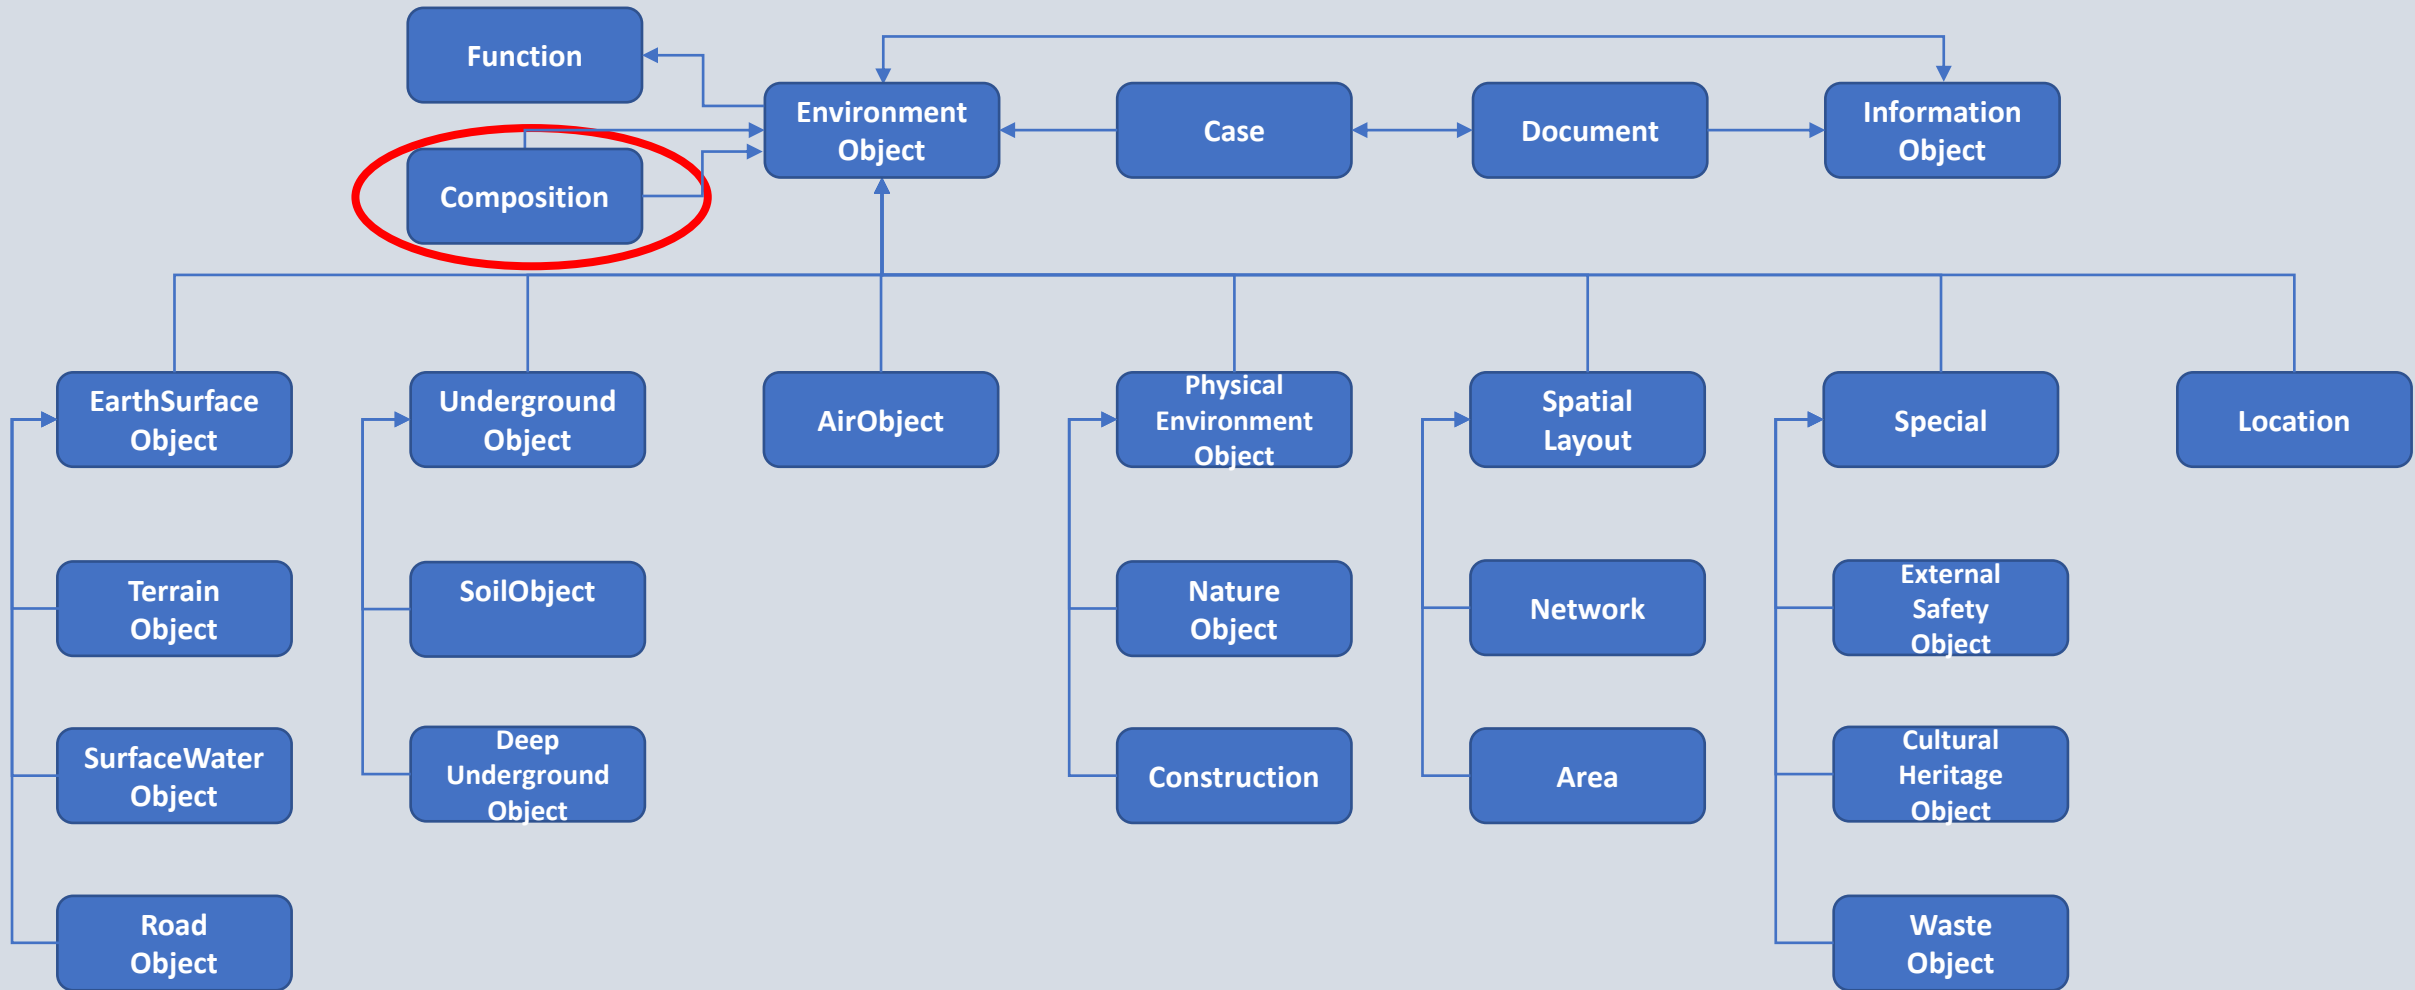 Function
Environment
Object
Case
Document
Information
Object
Composition
EarthSurface
Object
Underground
Object
AirObject
Physical
Environment
Object
Spatial
Layout
Special
Location
Terrain
Object
SoilObject
Nature
Object
Network
External
Safety
Object
SurfaceWater
Object
Deep
Underground
Object
Construction
Area
Cultural
Heritage
Object
Road
Object
Waste
Object